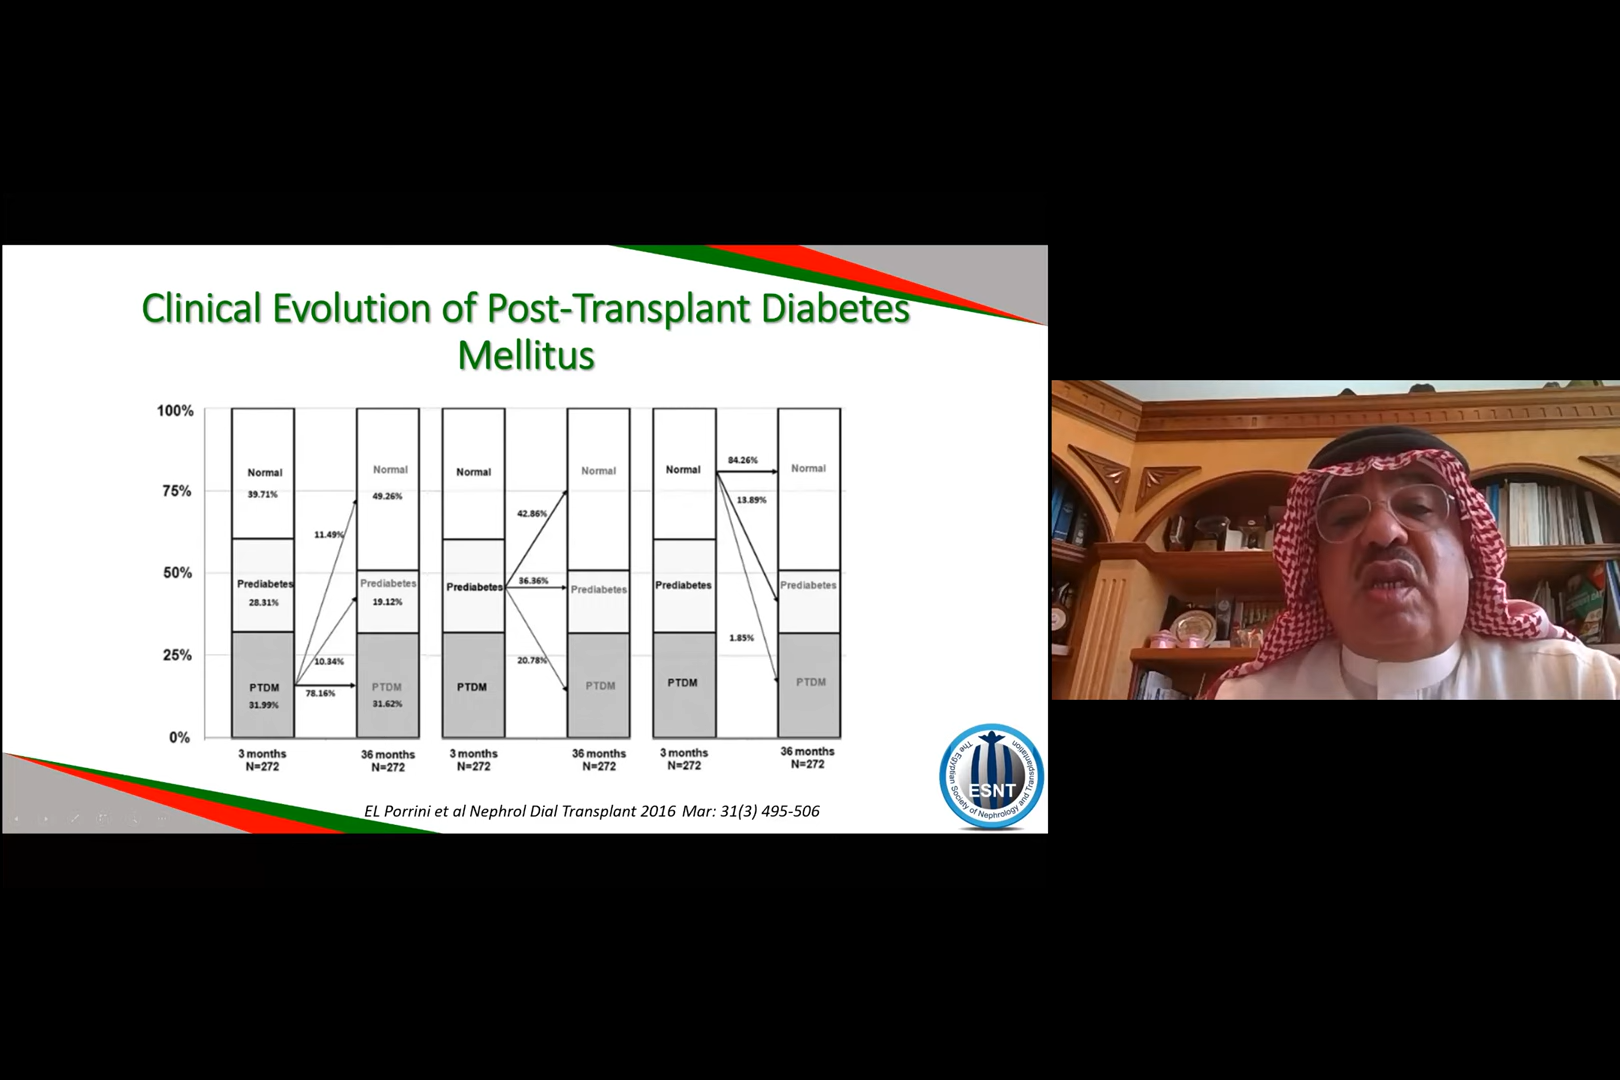 Clinical Evolution of Post-Transplant Diabetes
Mellitus
100%
75%
50%
25%
0%
Normal
39.71%
Prediabetes
28.31%
PTDM
31.99%
11.49%
10.34%
78.16%
Normal
49.26%
Prediabetes
19.12%
PTDM
31.62%
Normal
Prediabetes
PTDM
42.86%
36.36%
20.78%
Normal
Prediabetes
PTDM
Normal
Prediabetes
PTDM
84.26%
13.89%
1.85%
Normal
Prediabetes
PTDM
3 months
N=272
36 months
N=272
3 months
N=272
36 months
N=272
3 months
N=272
36 months
N=272
EL Porrini et al Nephrol Dial Transplant 2016 Mar: 31(3) 495-506
ESNT
The Egyptian Society of Nephrology and Transplantation